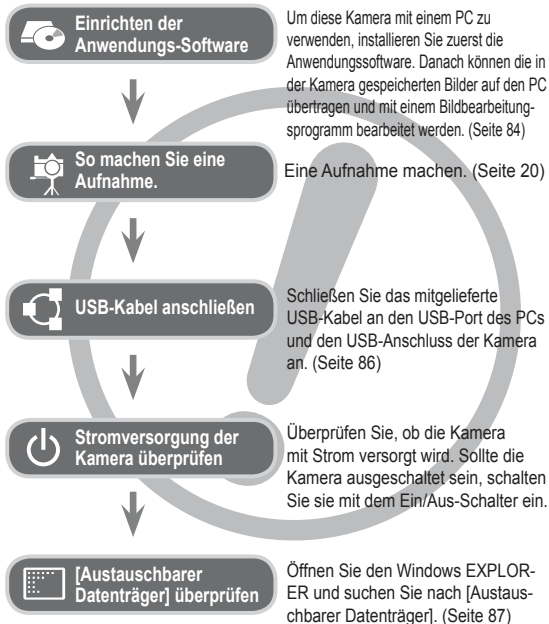 Einrichten der
Anwendungs-Software
Um diese Kamera mit einem PC zu
verwenden, installieren Sie zuerst die
Anwendungssoftware. Danach können die in
der Kamera gespeicherten Bilder auf den PC
übertragen und mit einem Bildbearbeitung-
sprogramm bearbeitet werden. (Seite 84)
So machen Sie eine
Aufnahme.
Eine Aufnahme machen. (Seite 20)
USB-Kabel anschließen
Schließen Sie das mitgelieferte
USB-Kabel an den USB-Port des PCs
und den USB-Anschluss der Kamera
an. (Seite 86)
Stromversorgung der
Kamera überprüfen
Überprüfen Sie, ob die Kamera
mit Strom versorgt wird. Sollte die
Kamera ausgeschaltet sein, schalten
Sie sie mit dem Ein/Aus-Schalter ein.
[Austauschbarer
Datenträger] überprüfen
Öffnen Sie den Windows EXPLOR-
ER und suchen Sie nach [Austaus-
chbarer Datenträger]. (Seite 87)